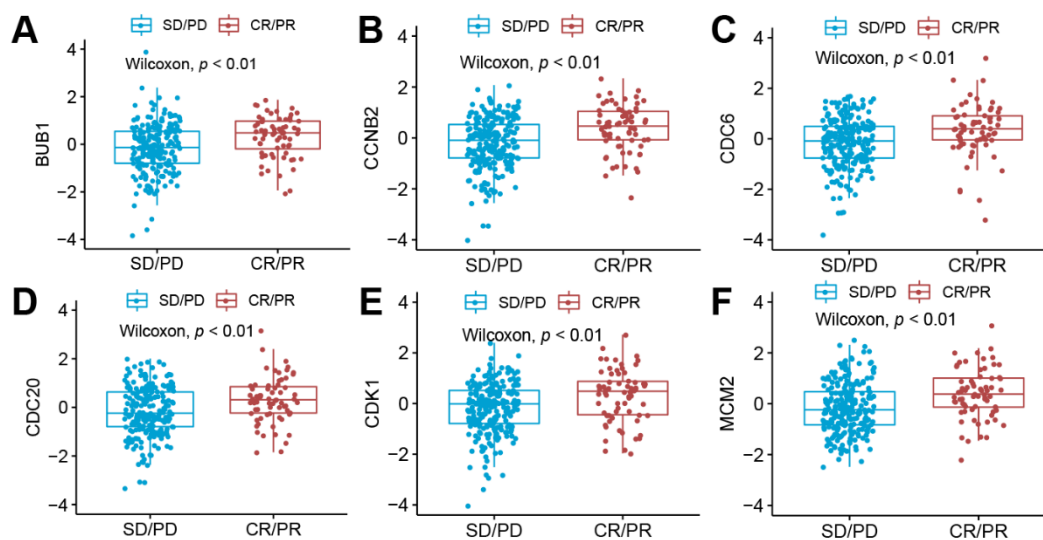 A
SD/PD CR/PR
Wilcoxon, p < 0.01
BUB1
4
2
0
−2
−4
SD/PD CR/PR
B
SD/PD CR/PR
Wilcoxon, p < 0.01
CCNB2
4
2
0
−2
−4
SD/PD CR/PR
C
SD/PD CR/PR
Wilcoxon, p < 0.01
CDC6
4
2
0
−2
−4
SD/PD CR/PR
D
SD/PD CR/PR
Wilcoxon, p < 0.01
CDC20
4
2
0
−2
−4
SD/PD CR/PR
E
SD/PD CR/PR
Wilcoxon, p < 0.01
CDK1
4
2
0
−2
−4
SD/PD CR/PR
F
SD/PD CR/PR
Wilcoxon, p < 0.01
MCM2
4
2
0
−2
−4
SD/PD CR/PR